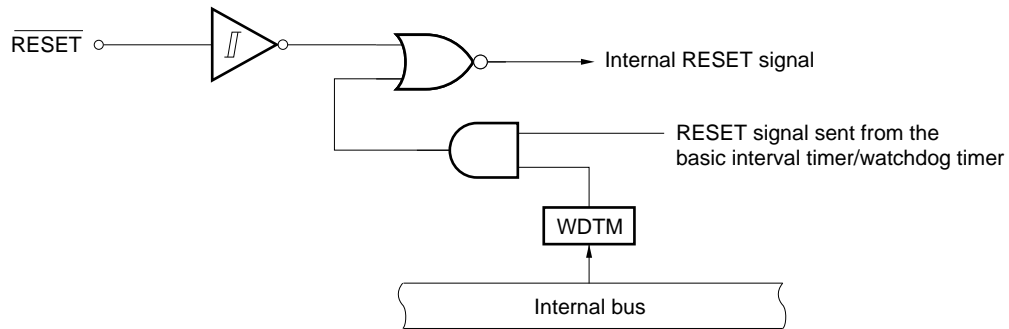 RESET
Internal RESET signal
RESET signal sent from the
basic interval timer/watchdog timer
WDTM
Internal bus